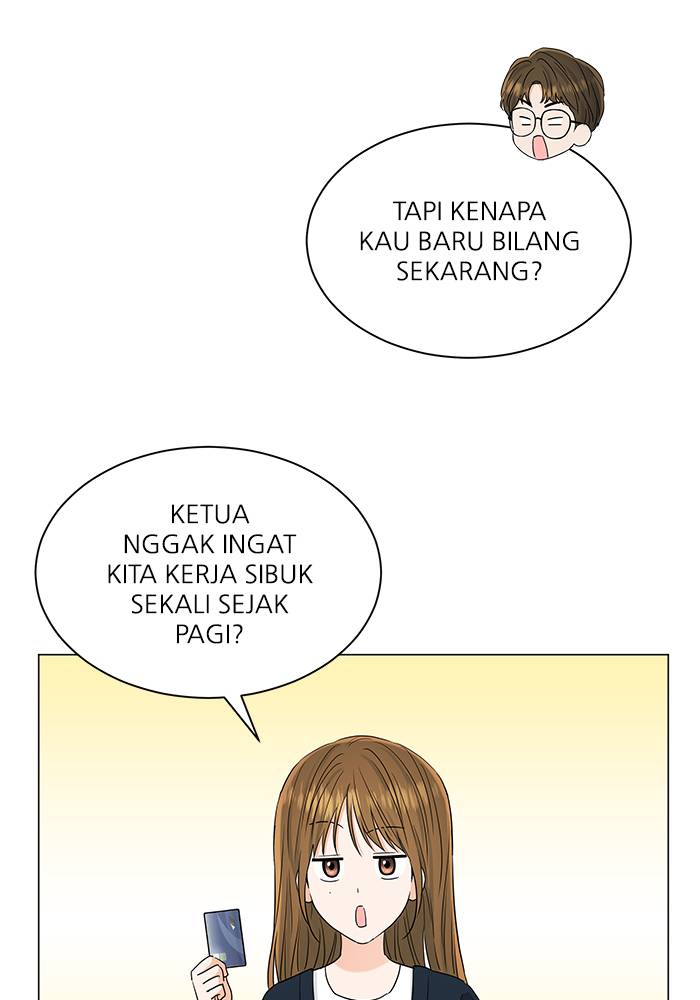 TAPI KENAPA
KAU BARU BILANG
SEKARANG?
KETUA
NGGAK INGAT
KITA KERJA SIBUK
SEKALI SEJAK
PAGI?